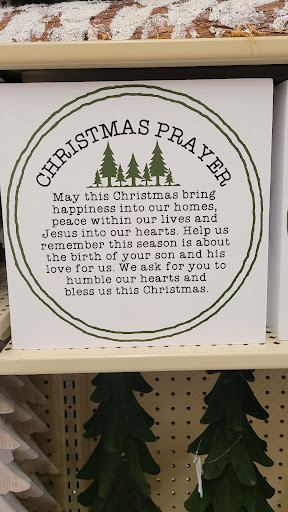 CHRISTMAS PRAYER
May this Christmas bring
happiness into our homes,
peace within our lives and
Jesus into our hearts. Help us
remember this season is about
the birth of your son and his
love for us. We ask for you to
humble our hearts and
bless us this Christmas.